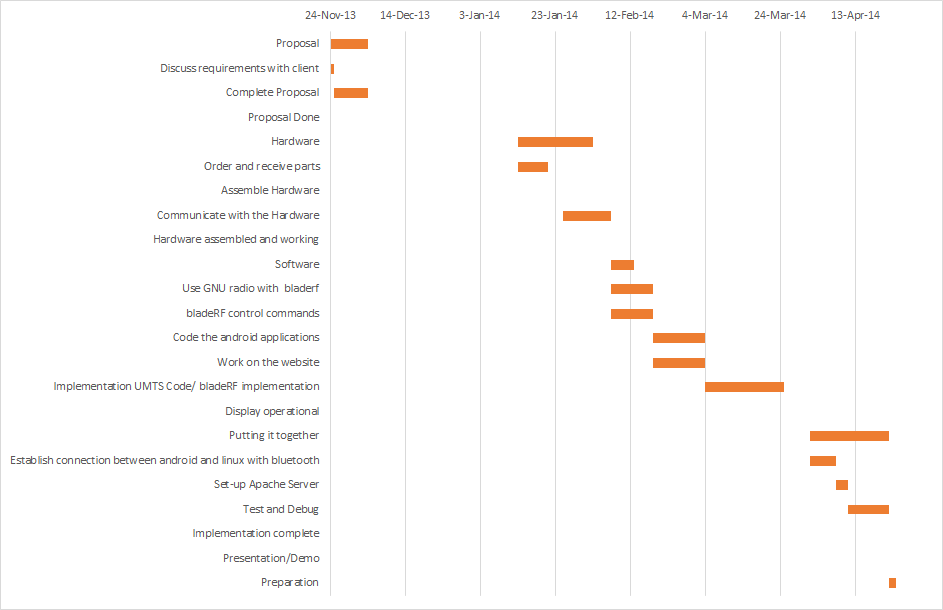 24-Nov-13 14-Dec-13 3-Jan-14 23-Jan-14 12-Feb-14 4-Mar-14 24-Mar-14 13-Apr-14
Proposal
Discuss requirements with client
Complete Proposal
Proposal Done
Hardware
Order and receive parts
Assemble Hardware
Communicate with the Hardware
Hardware assembled and working
Software
Use GNU radio with bladerf
bladeRF control commands
Code the android applications
Work on the website
Implementation UMTS Code/ bladeRF implementation
Display operational
Putting it together
Establish connection between android and linux with bluetooth
Set-up Apache Server
Test and Debug
Implementation complete
Presentation/Demo
Preparation